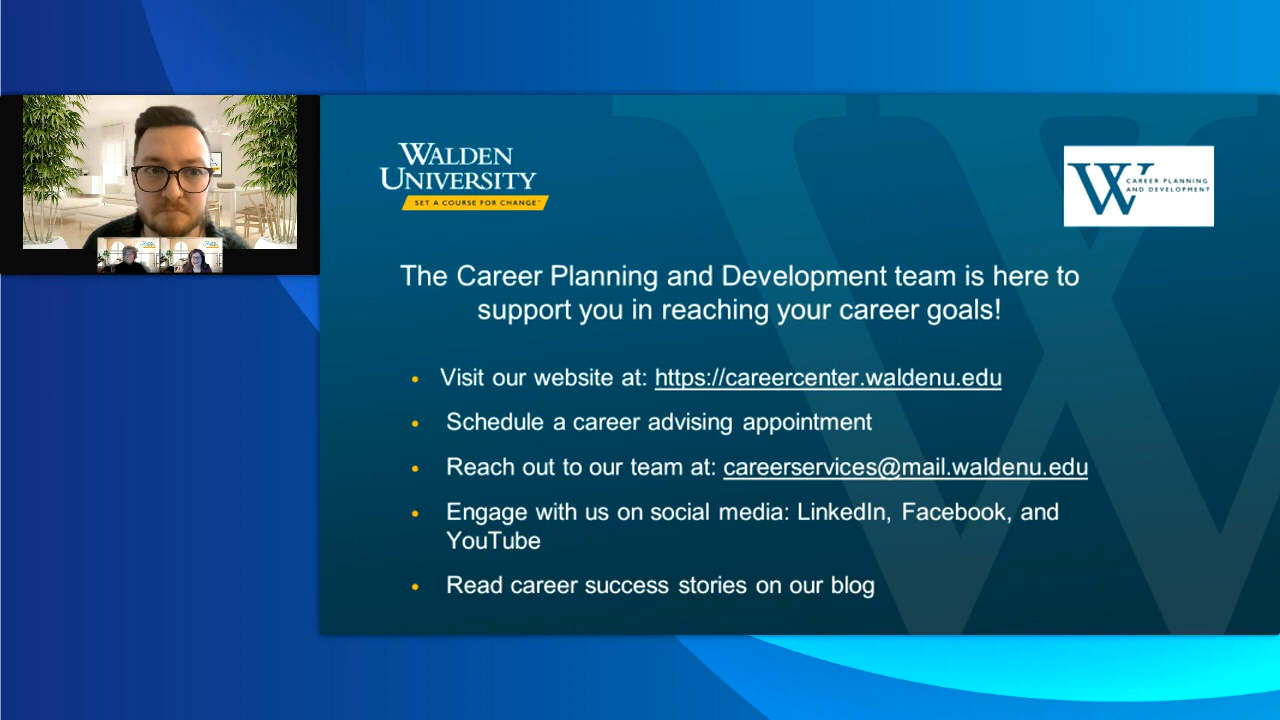 WALDEN
UNIVERSITY
SET A COURSE FOR CHANGE™
W CAREER PLANNING
AND DEVELOPMENT
The Career Planning and Development team is here to
support you in reaching your career goals!
• Visit our website at: https://careercenter.waldenu.edu
• Schedule a career advising appointment
• Reach out to our team at: careerservices@mail.waldenu.edu
• Engage with us on social media: LinkedIn, Facebook, and
YouTube
• Read career success stories on our blog